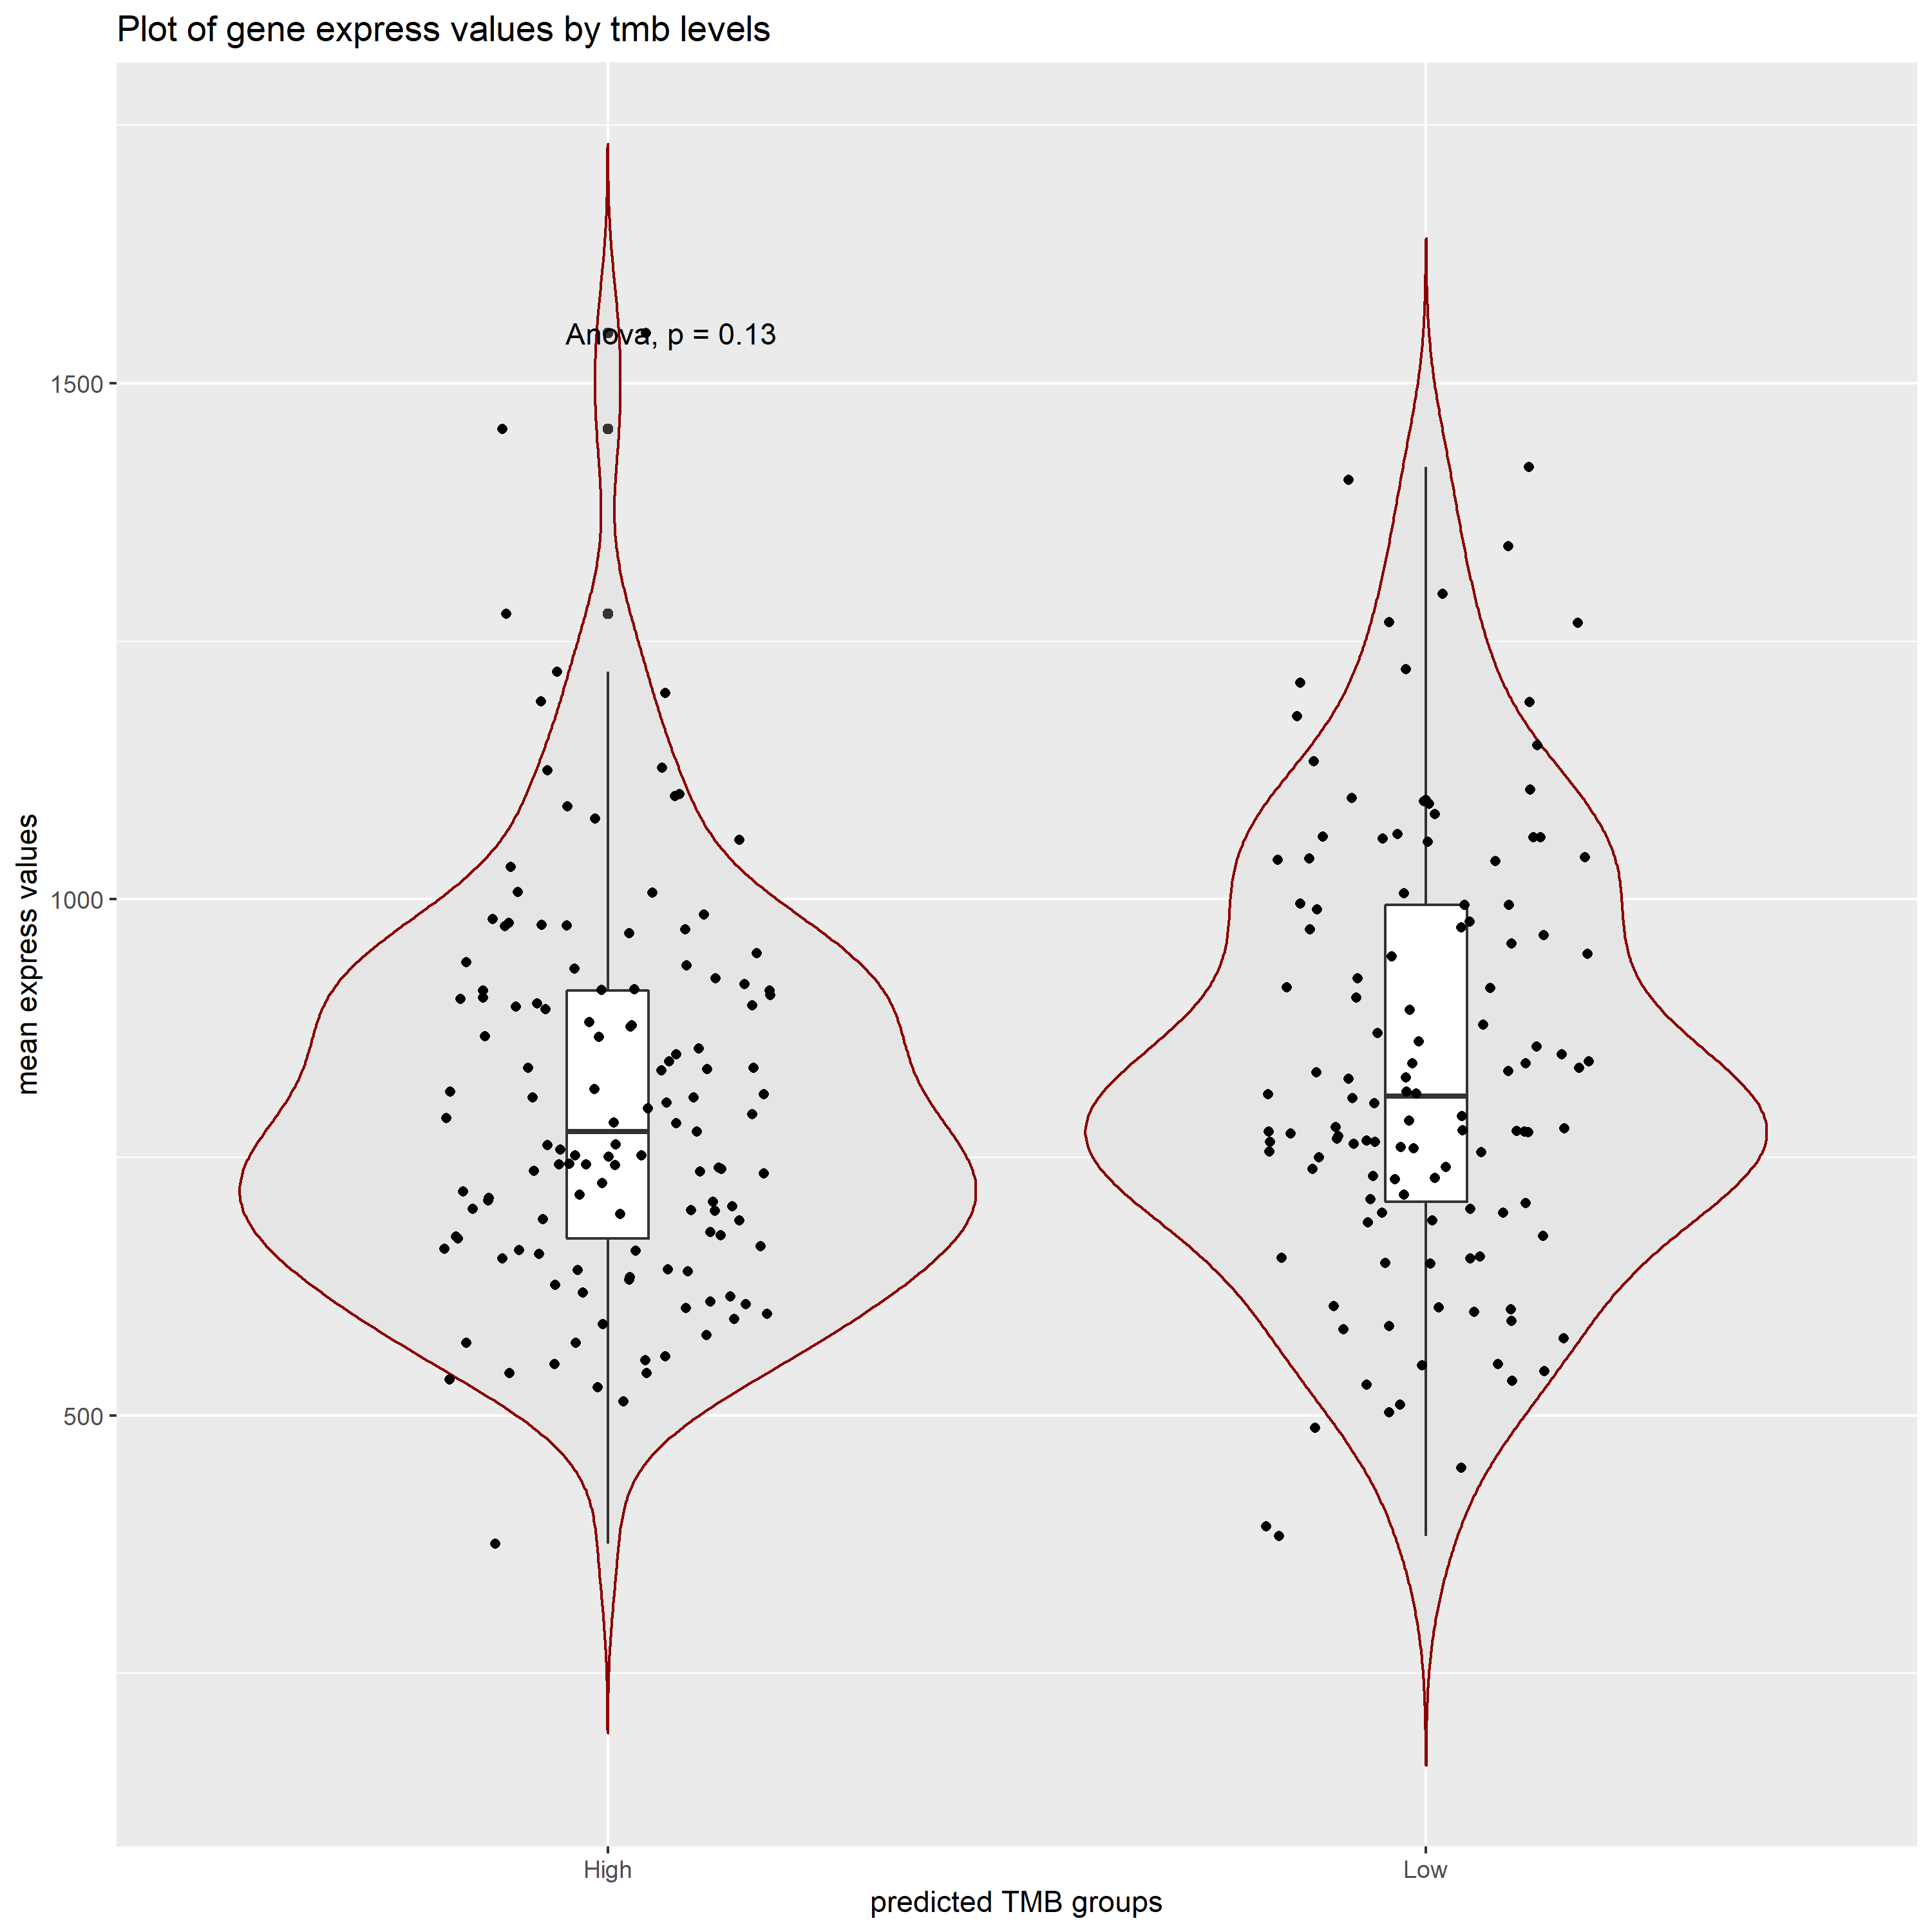 Plot of gene express values by tmb levels
Anova, p = 0.13
1500
1000
500
mean express values
High
Low
predicted TMB groups